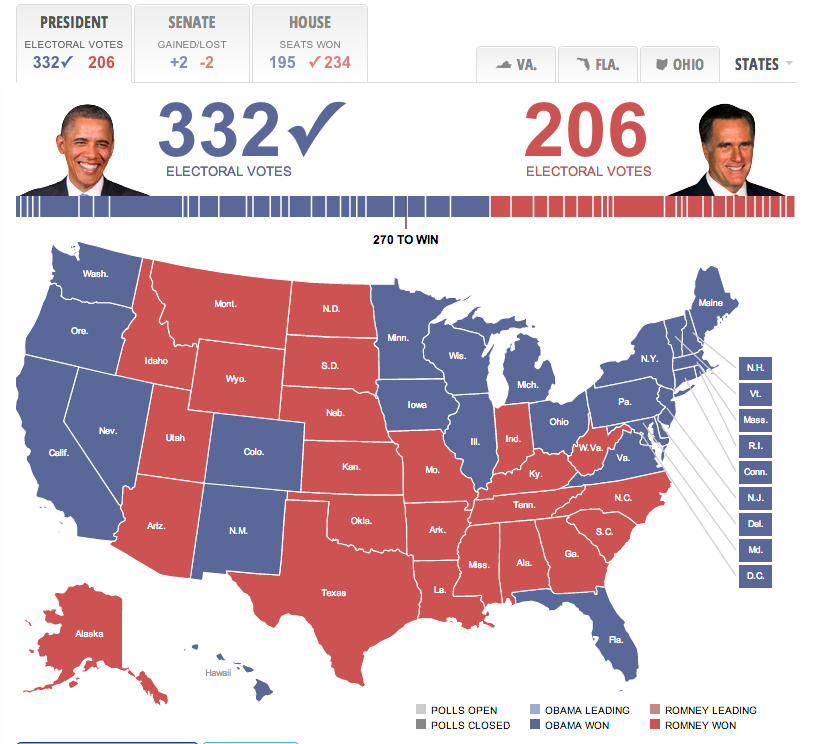 PRESIDENT
ELECTORAL VOTES
332✓ 206
SENATE
GAINED/LOST
+2 -2
HOUSE
SEATS WON
195 ✓234
VA.
FLA.
OHIO
STATES
332✓
ELECTORAL VOTES
206
ELECTORAL VOTES
270 TO WIN
Wash.
Maine
Mont.
N.D.
Ore.
Minn.
Wis.
N.Y.
Idaho
S.D.
N.H.
Wyo.
Mich.
Vt.
Neb.
Iowa
Pa.
Mass.
Nev.
Utah
Ill.
Ind.
Ohio
R.I.
Calif.
Colo.
Kan.
Mo.
W.Va.
Va.
Ky.
Conn.
N.J.
Ariz.
N.M.
Okla.
Ark.
Tenn.
N.C.
S.C.
Del.
Md.
Texas
La.
Miss.
Ala.
Ga.
D.C.
Alaska
Hawaii
Fla.
POLLS OPEN
OBAMA LEADING
ROMNEY LEADING
POLLS CLOSED
OBAMA WON
ROMNEY WON